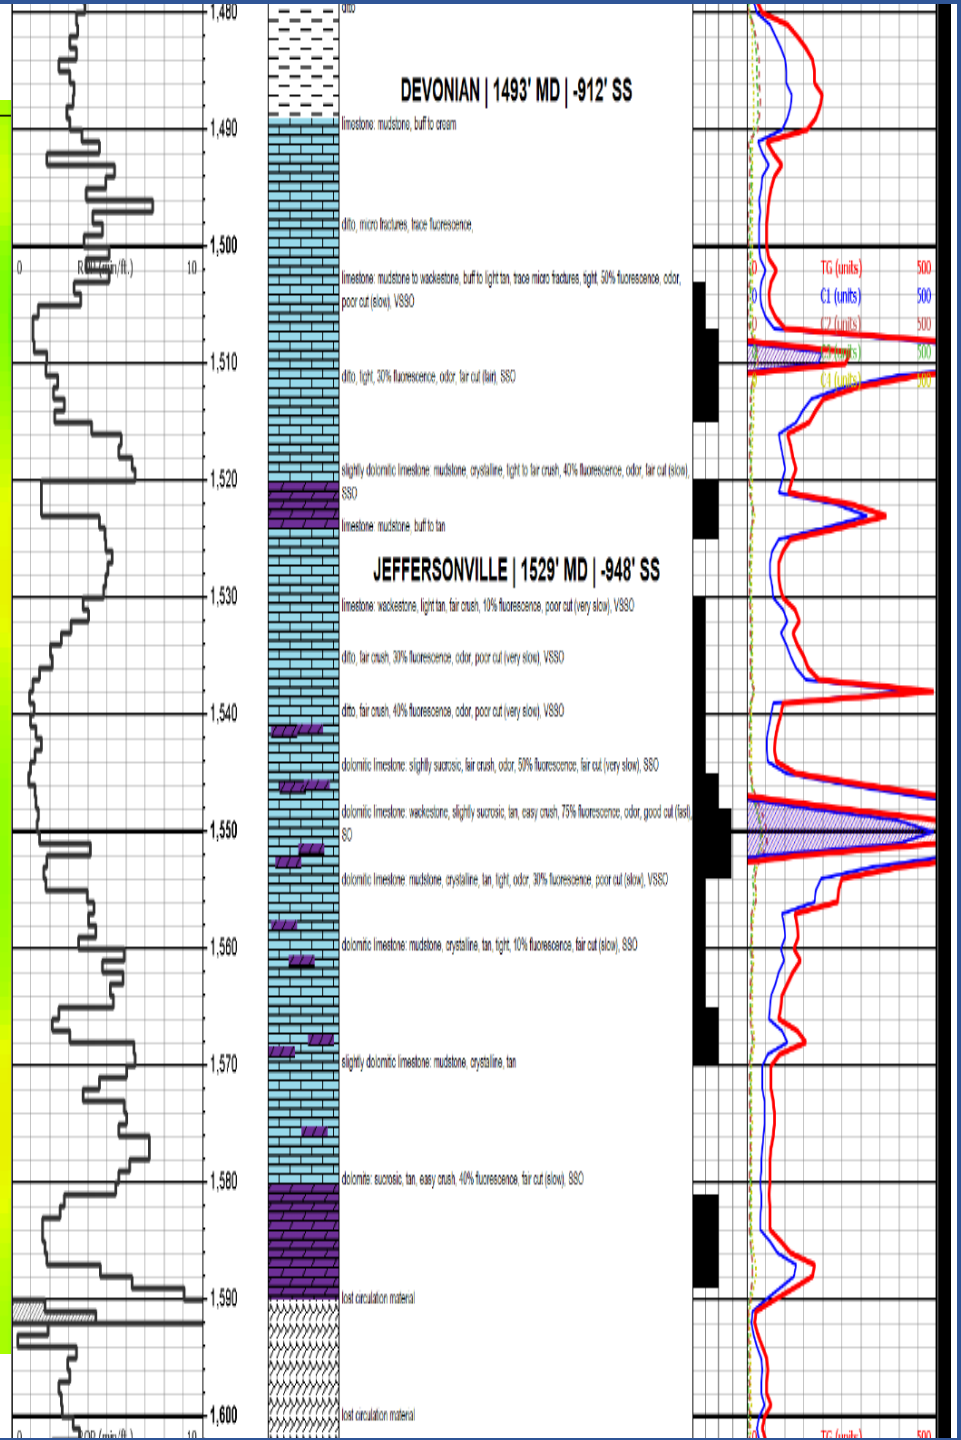 1,480
ditto
DEVONIAN | 1493' MD | -912' SS
limestone: mudstone, buff to cream
1,490
ditto, micro fractures, trace fluorescence,
1,500
0 ROP (min/ft.) 10
limestone: mudstone to wackestone, buff to light tan, trace micro fractures, tight, 50% fluorescence, odor,
poor cut (slow), VSSO
0 TG (units) 500
0 C1 (units) 500
0 C2 (units) 500
500
C4 (units) 500
1,510
ditto, tight, 30% fluorescence, odor, fair cut (fair), SSO
slightly dolomitic limestone: mudstone, crystalline, tight to fair crush, 40% fluorescence, odor, fair cut (slow),
SSO
1,520
limestone: mudstone, buff to tan
JEFFERSONVILLE | 1529' MD | -948' SS
1,530
limestone: wackestone, light tan, fair crush, 10% fluorescence, poor cut (very slow), VSSO
ditto, fair crush, 30% fluorescence, odor, poor cut (very slow), VSSO
1,540
ditto, fair crush, 40% fluorescence, odor, poor cut (very slow), VSSO
dolomitic limestone: slightly sucrosic, fair crush, odor, 50% fluorescence, fair cut (very slow), SSO
dolomitic limestone: wackestone, slightly sucrosic, tan, easy crush, 75% fluorescence, odor, good cut (fast),
SO
1,550
dolomitic limestone: mudstone, crystalline, tan, tight, odor, 30% fluorescence, poor cut (slow), VSSO
1,560
dolomitic limestone: mudstone, crystalline, tan, tight, 10% fluorescence, fair cut (slow), SSO
1,570
slightly dolomitic limestone: mudstone, crystalline, tan
1,580
dolomite: sucrosic, tan, easy crush, 40% fluorescence, fair cut (slow), SSO
1,590
lost circulation material
1,600
lost circulation material
0 ROP (min/ft.) 10
TG (units) 500